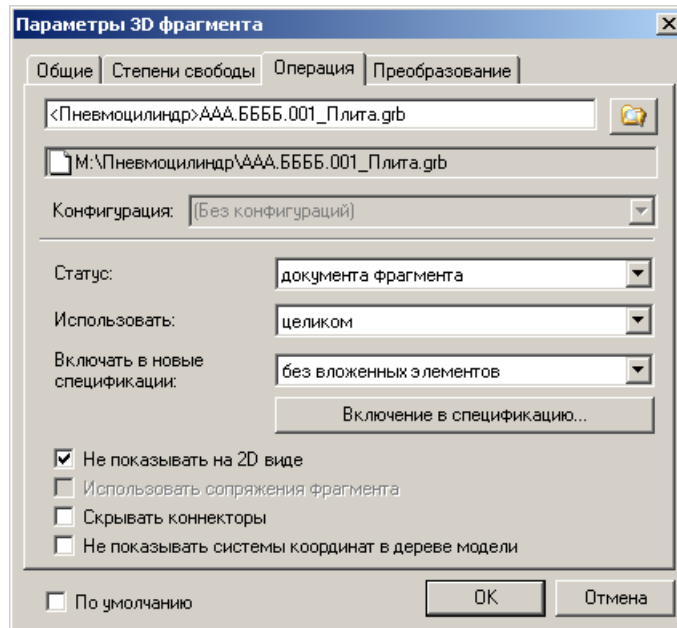 Параметры 3D фрагмента
Общие Степени свободы Операция Преобразование
<Пневмоцилиндр>ААА.ББББ.001_Плита.grb
M:\Пневмоцилиндр\ААА.ББББ.001_Плита.grb
Конфигурация: (Без конфигураций)
Статус: документа фрагмента
Использовать: целиком
Включать в новые
спецификации: без вложенных элементов
Включение в спецификацию...
Не показывать на 2D виде
Использовать сопряжения фрагмента
Скрывать коннекторы
Не показывать системы координат в дереве модели
По умолчанию OK Отмена